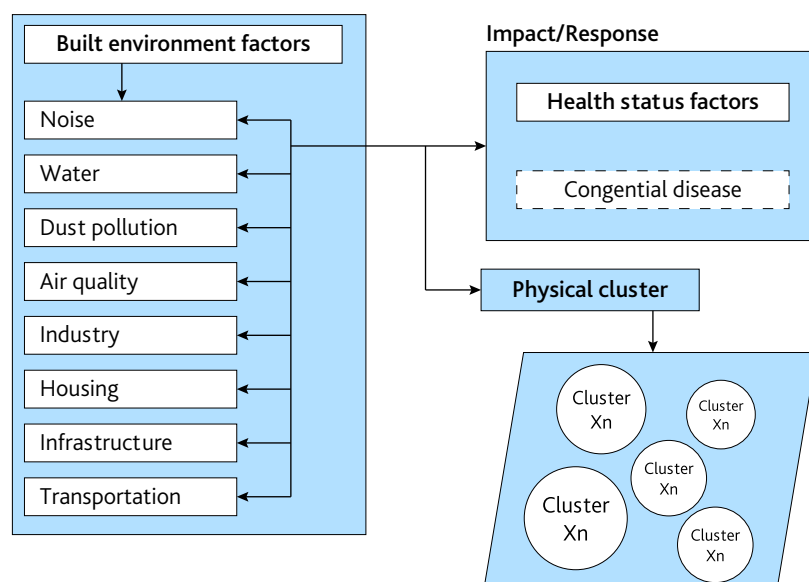 Built environment factors
Noise
Water
Dust pollution
Air quality
Industry
Housing
Infrastructure
Transportation
Impact/Response
Health status factors
Congential disease
Physical cluster
Cluster
Xn
Cluster
Xn
Cluster
Xn
Cluster
Xn
Cluster
Xn